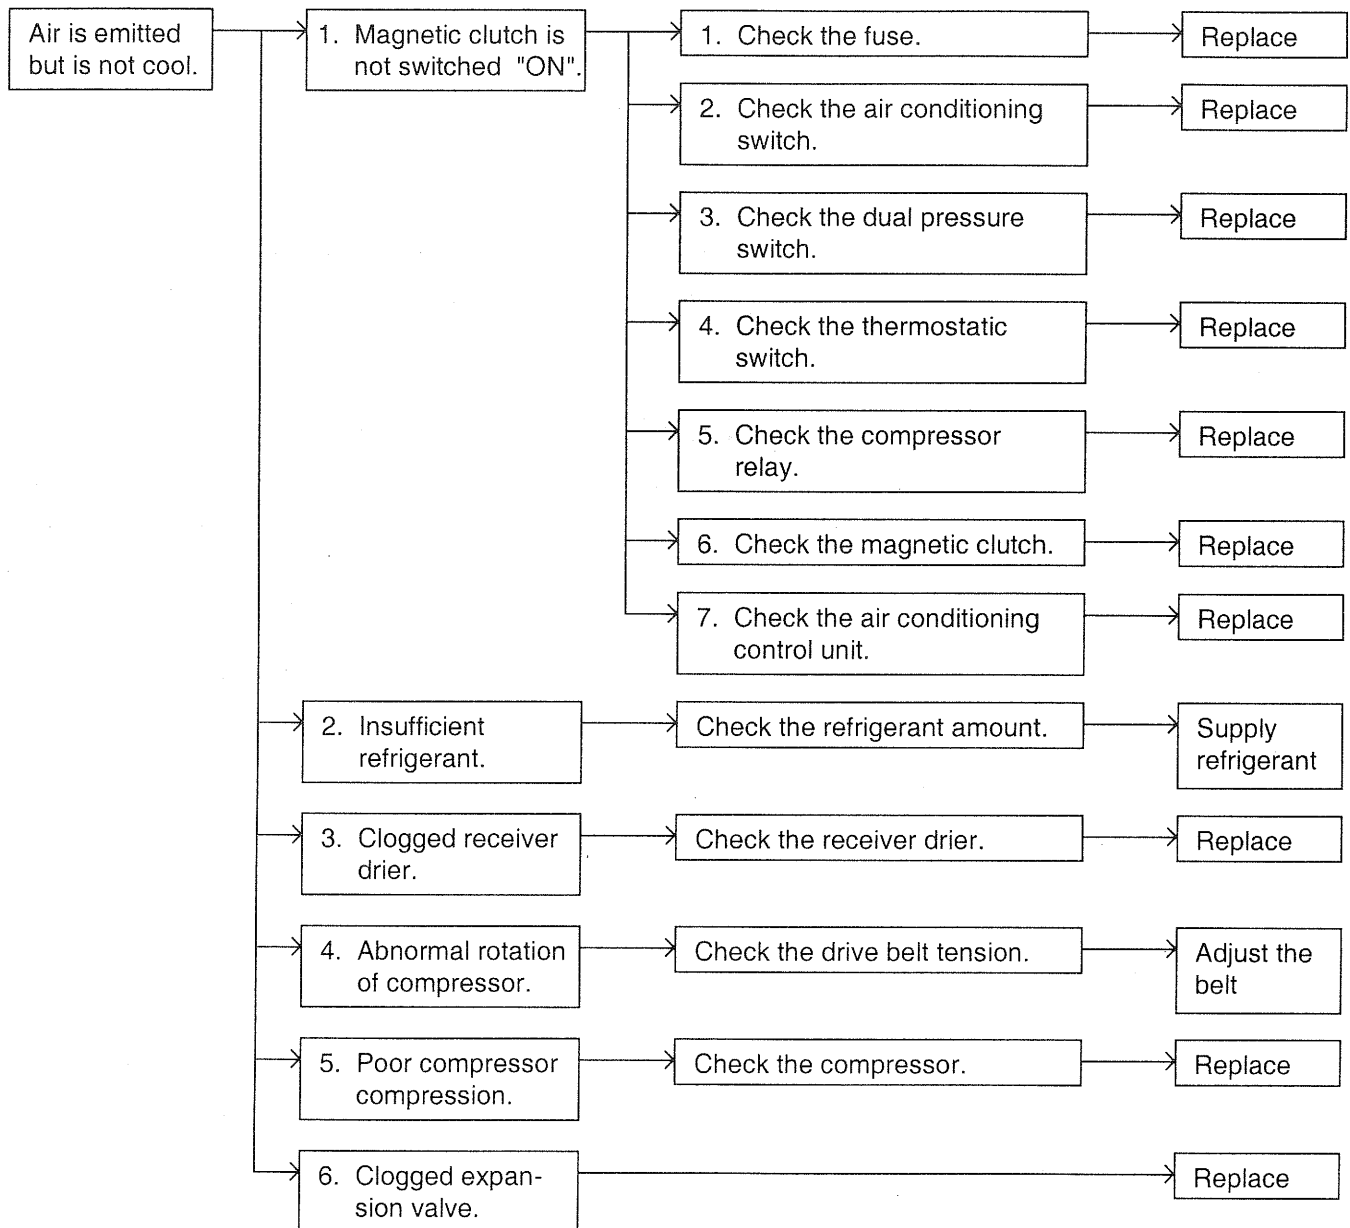 Air is emitted
but is not cool.
1. Magnetic clutch is
not switched "ON".
1. Check the fuse.
Replace
2. Check the air conditioning
switch.
Replace
3. Check the dual pressure
switch.
Replace
4. Check the thermostatic
switch.
Replace
5. Check the compressor
relay.
Replace
6. Check the magnetic clutch.
Replace
7. Check the air conditioning
control unit.
Replace
2. Insufficient
refrigerant.
Check the refrigerant amount.
Supply
refrigerant
3. Clogged receiver
drier.
Check the receiver drier.
Replace
4. Abnormal rotation
of compressor.
Check the drive belt tension.
Adjust the
belt
5. Poor compressor
compression.
Check the compressor.
Replace
6. Clogged expan-
sion valve.
Replace